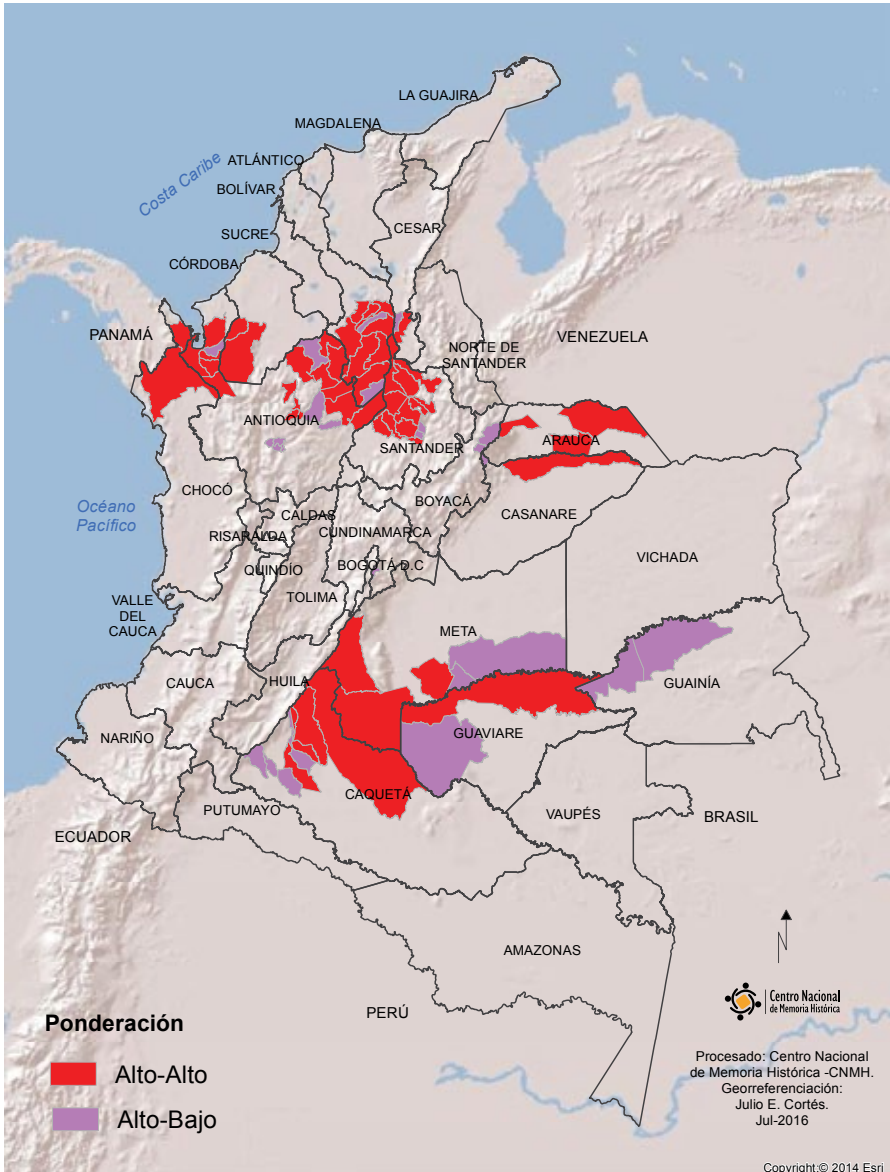 LA GUAJIRA
MAGDALENA
ATLÁNTICO
Costa Caribe
BOLÍVAR
CESAR
SUCRE
CÓRDOBA
PANAMÁ
VENEZUELA
NORTE DE
SANTANDER
ANTIOQUIA
ARAUCA
SANTANDER
CHOCÓ
BOYACÁ
Océano
Pacífico
CASANARE
CALDAS
CUNDINAMARCA
RISARALDA
VICHADA
BOGOTÁ D.C
QUINDÍO
TOLIMA
VALLE
DEL
CAUCA
META
CAUCA
HUILA
GUAINÍA
NARIÑO
GUAVIARE
CAQUETÁ
PUTUMAYO
VAUPÉS
BRASIL
ECUADOR
AMAZONAS
N
PERÚ
Centro Nacional
de Memoria Histórica
Ponderación
Alto-Alto
Alto-Bajo
Procesado: Centro Nacional
de Memoria Histórica -CNMH.
Georreferenciación:
Julio E. Cortés.
Jul-2016
Copyright:© 2014 Esri